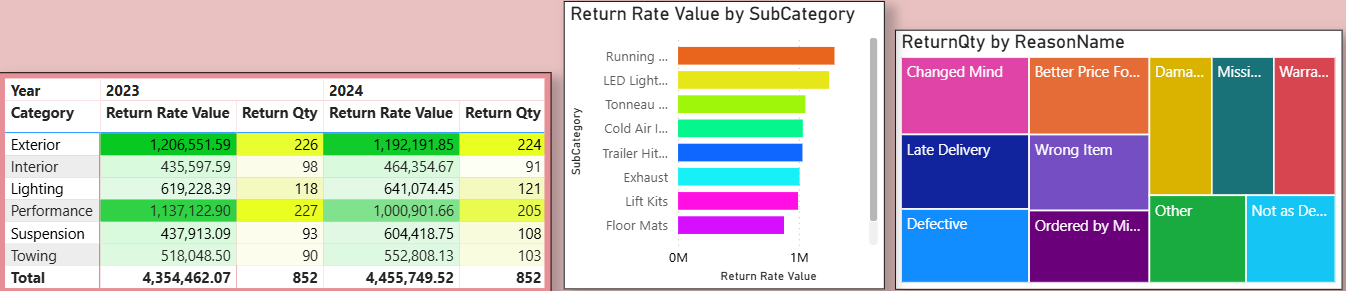 Year 2023 2024
Category Return Rate Value Return Qty Return Rate Value Return Qty
Exterior 1,206,551.59 226 1,192,191.85 224
Interior 435,597.59 98 464,354.67 91
Lighting 619,228.39 118 641,074.45 121
Performance 1,137,122.90 227 1,000,901.66 205
Suspension 437,913.09 93 604,418.75 108
Towing 518,048.50 90 552,808.13 103
Total 4,354,462.07 852 4,455,749.52 852
Return Rate Value by SubCategory
SubCategory
Running ...
LED Light...
Tonneau ...
Cold Air I...
Trailer Hit...
Exhaust
Lift Kits
Floor Mats
0M 1M
Return Rate Value
ReturnQty by ReasonName
Changed Mind
Better Price Fo...
Dama...
Missi...
Warra...
Late Delivery
Wrong Item
Defective
Ordered by Mi...
Other
Not as De...